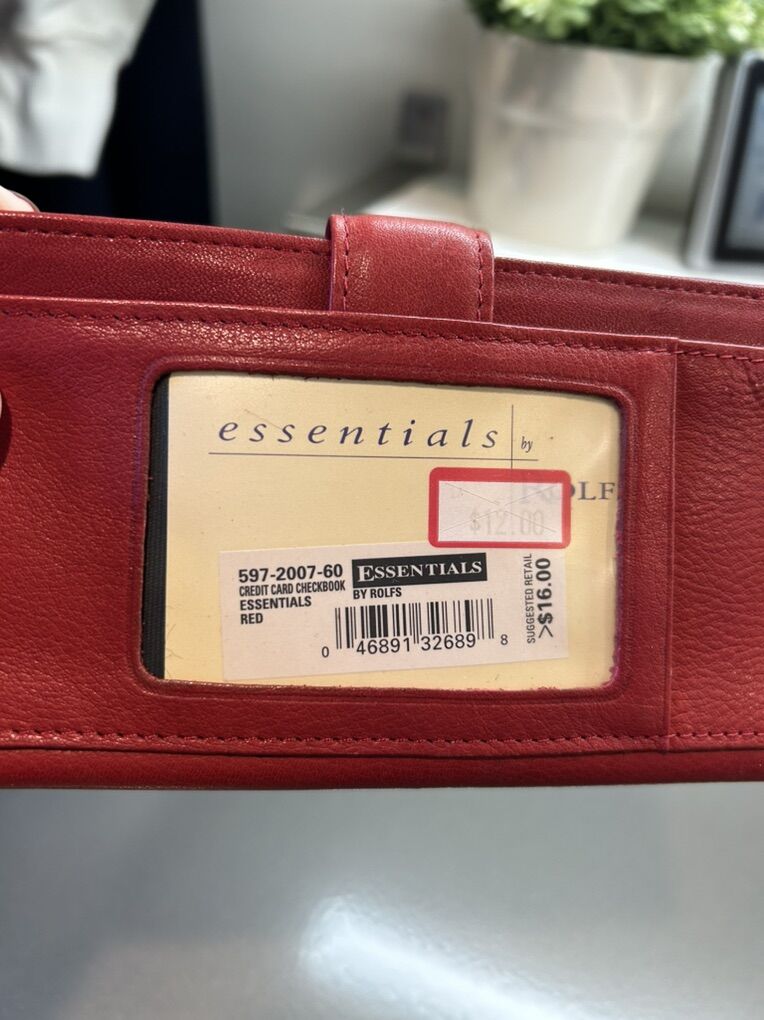 essentials by
ROLFS
$12.00
597-2007-60
CREDIT CARD CHECKBOOK
ESSENTIALS
RED
ESSENTIALS
BY ROLFS
0 46891 32689 8
SUGGESTED RETAIL
>$16.00